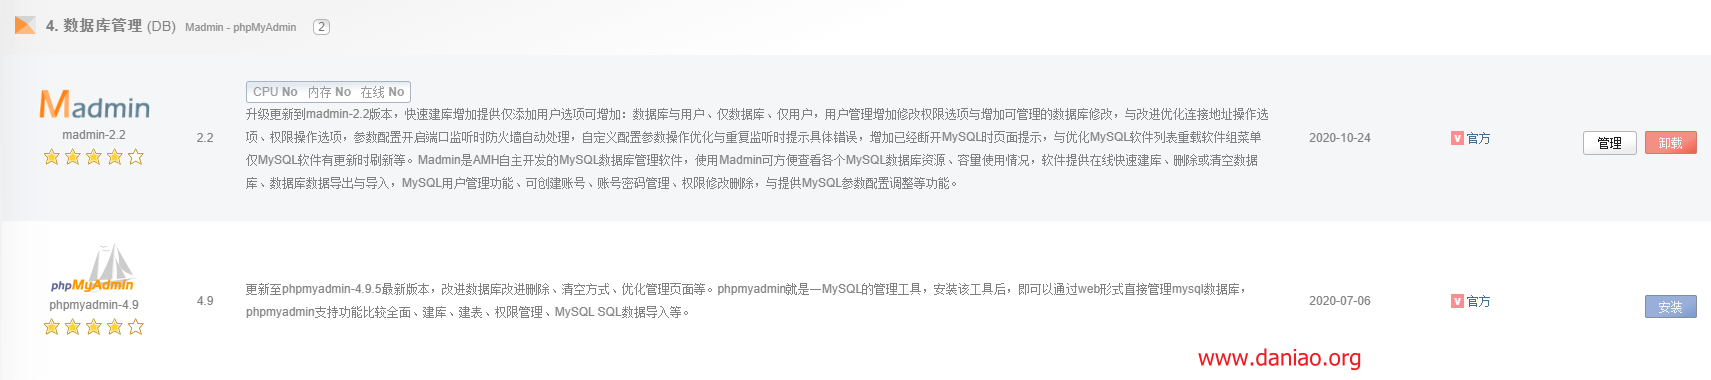 4. 数据库管理 (DB) Madmin - phpMyAdmin 2
Madmin
madmin-2.2
2.2
CPU No 内存 No 在线 No
升级更新到madmin-2.2版本，快速建库增加提供仅添加用户选项可增加：数据库与用户、仅数据库、仅用户，用户管理增加修改权限选项与增加可管理的数据库修改，与改进优化连接地址操作选
项、权限操作选项，参数配置开启端口监听时防火墙自动处理，自定义配置参数操作优化与重复监听时提示具体错误，增加已经断开MySQL时页面提示，与优化MySQL软件列表重载软件组菜单
仅MySQL软件有更新时刷新等。Madmin是AMH自主开发的MySQL数据库管理软件，使用Madmin可方便查看各个MySQL数据库资源、容量使用情况，软件提供在线快速建库、删除或清空数据
库、数据库数据导出与导入，MySQL用户管理功能、可创建账号、账号密码管理、权限修改删除，与提供MySQL参数配置调整等功能。
2020-10-24
V 官方
管理 卸载
phpMyAdmin
phpmyadmin-4.9
4.9
更新至phpmyadmin-4.9.5最新版本，改进数据库改进删除、清空方式、优化管理页面等。phpmyadmin就是一MySQL的管理工具，安装该工具后，即可以通过web形式直接管理mysql数据库，
phpmyadmin支持功能比较全面、建库、建表、权限管理、MySQL SQL数据导入等。
2020-07-06
V 官方
安装
www.daniao.org